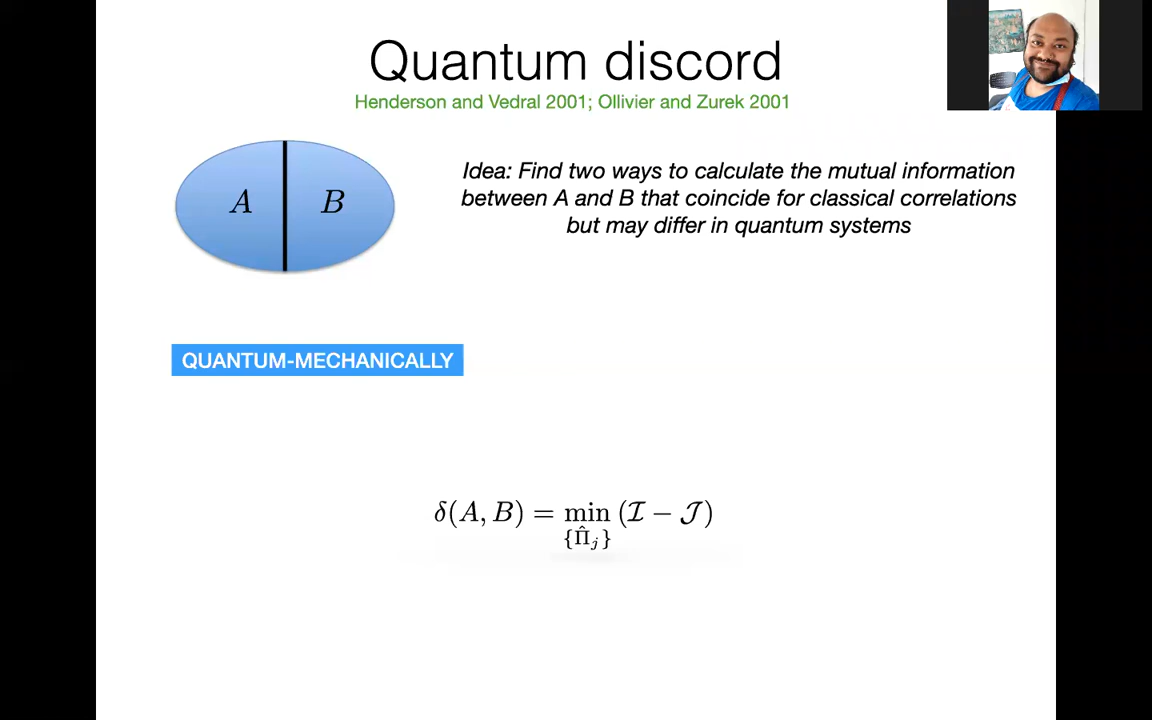 Quantum discord
Henderson and Vedral 2001; Ollivier and Zurek 2001
A B
Idea: Find two ways to calculate the mutual information
between A and B that coincide for classical correlations
but may differ in quantum systems
QUANTUM-MECHANICALLY
δ(A, B) = min (ℐ − 𝒥)
{Π̂ⱼ}